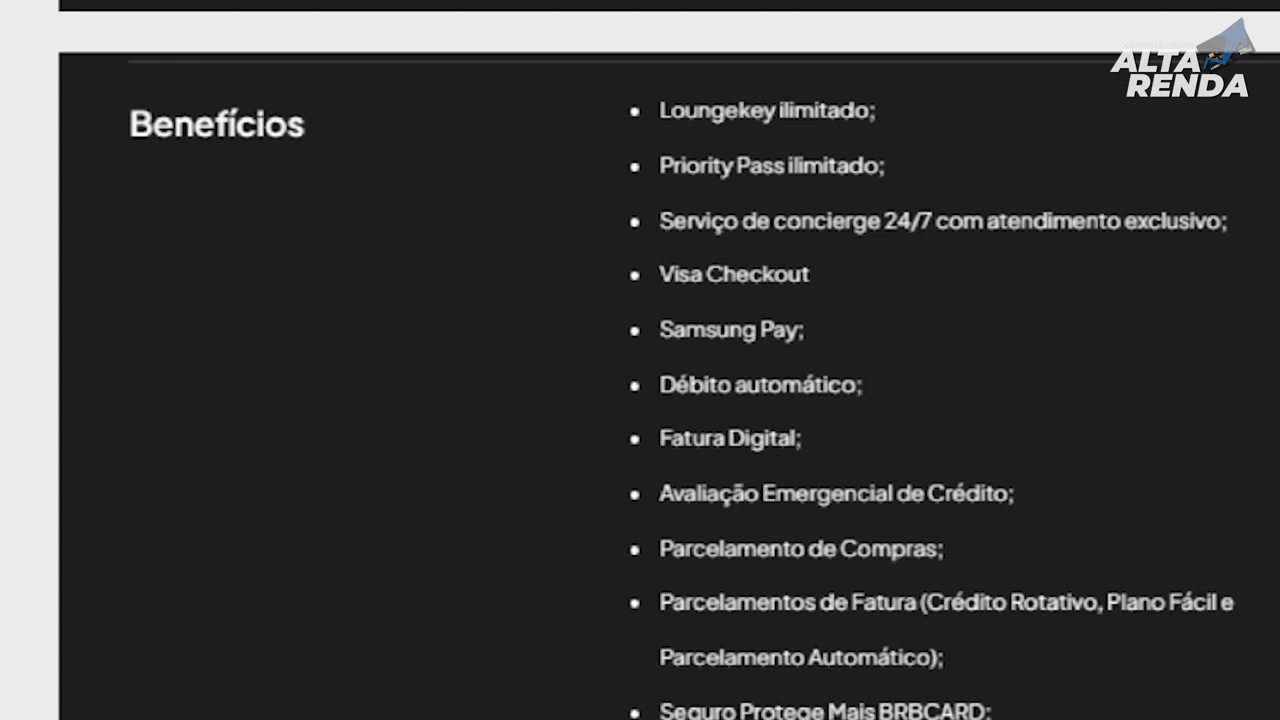 ALTA
RENDA
Benefícios
• Loungekey ilimitado;
• Priority Pass ilimitado;
• Serviço de concierge 24/7 com atendimento exclusivo;
• Visa Checkout
• Samsung Pay;
• Débito automático;
• Fatura Digital;
• Avaliação Emergencial de Crédito;
• Parcelamento de Compras;
• Parcelamentos de Fatura (Crédito Rotativo, Plano Fácil e
Parcelamento Automático);
• Seguro Protege Mais BRBCARD;